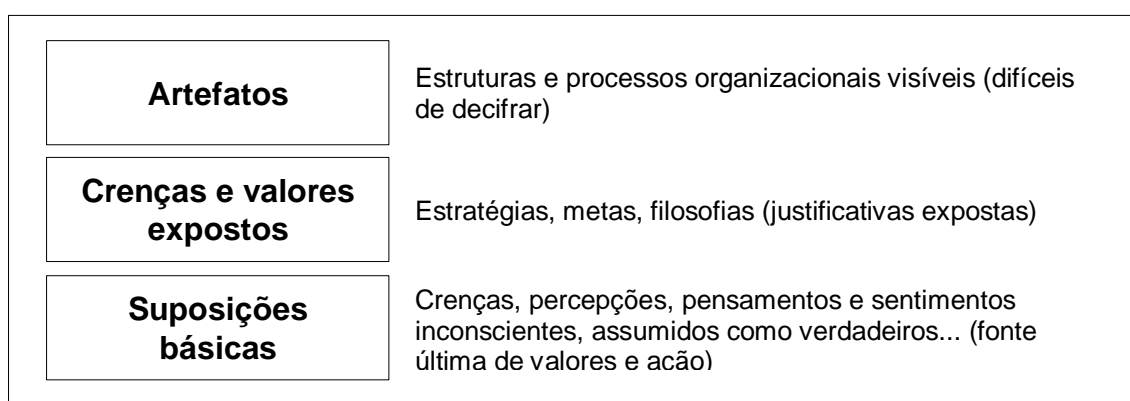 Artefatos
Estruturas e processos organizacionais visíveis (difíceis
de decifrar)
Crenças e valores
expostos
Estratégias, metas, filosofias (justificativas expostas)
Suposições
básicas
Crenças, percepções, pensamentos e sentimentos
inconscientes, assumidos como verdadeiros... (fonte
última de valores e ação)